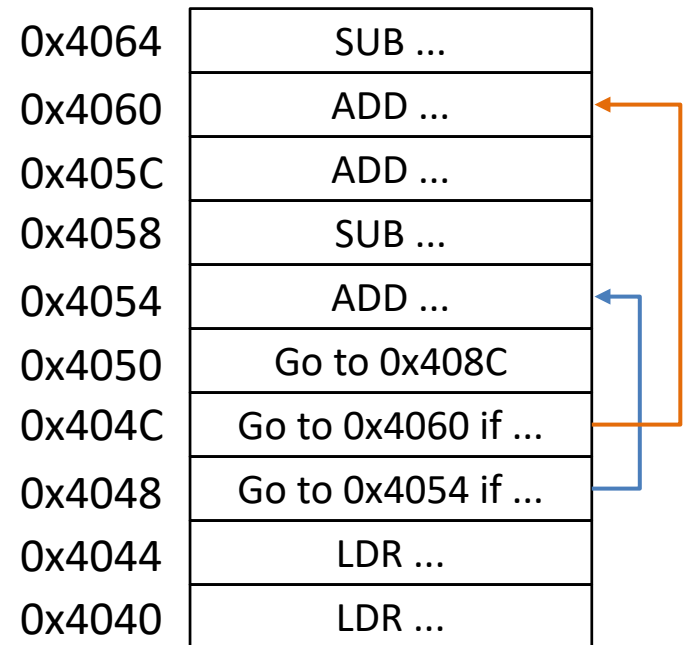 0x4064 SUB ...
0x4060 ADD ...
0x405C ADD ...
0x4058 SUB ...
0x4054 ADD ...
0x4050 Go to 0x408C
0x404C Go to 0x4060 if ...
0x4048 Go to 0x4054 if ...
0x4044 LDR ...
0x4040 LDR ...